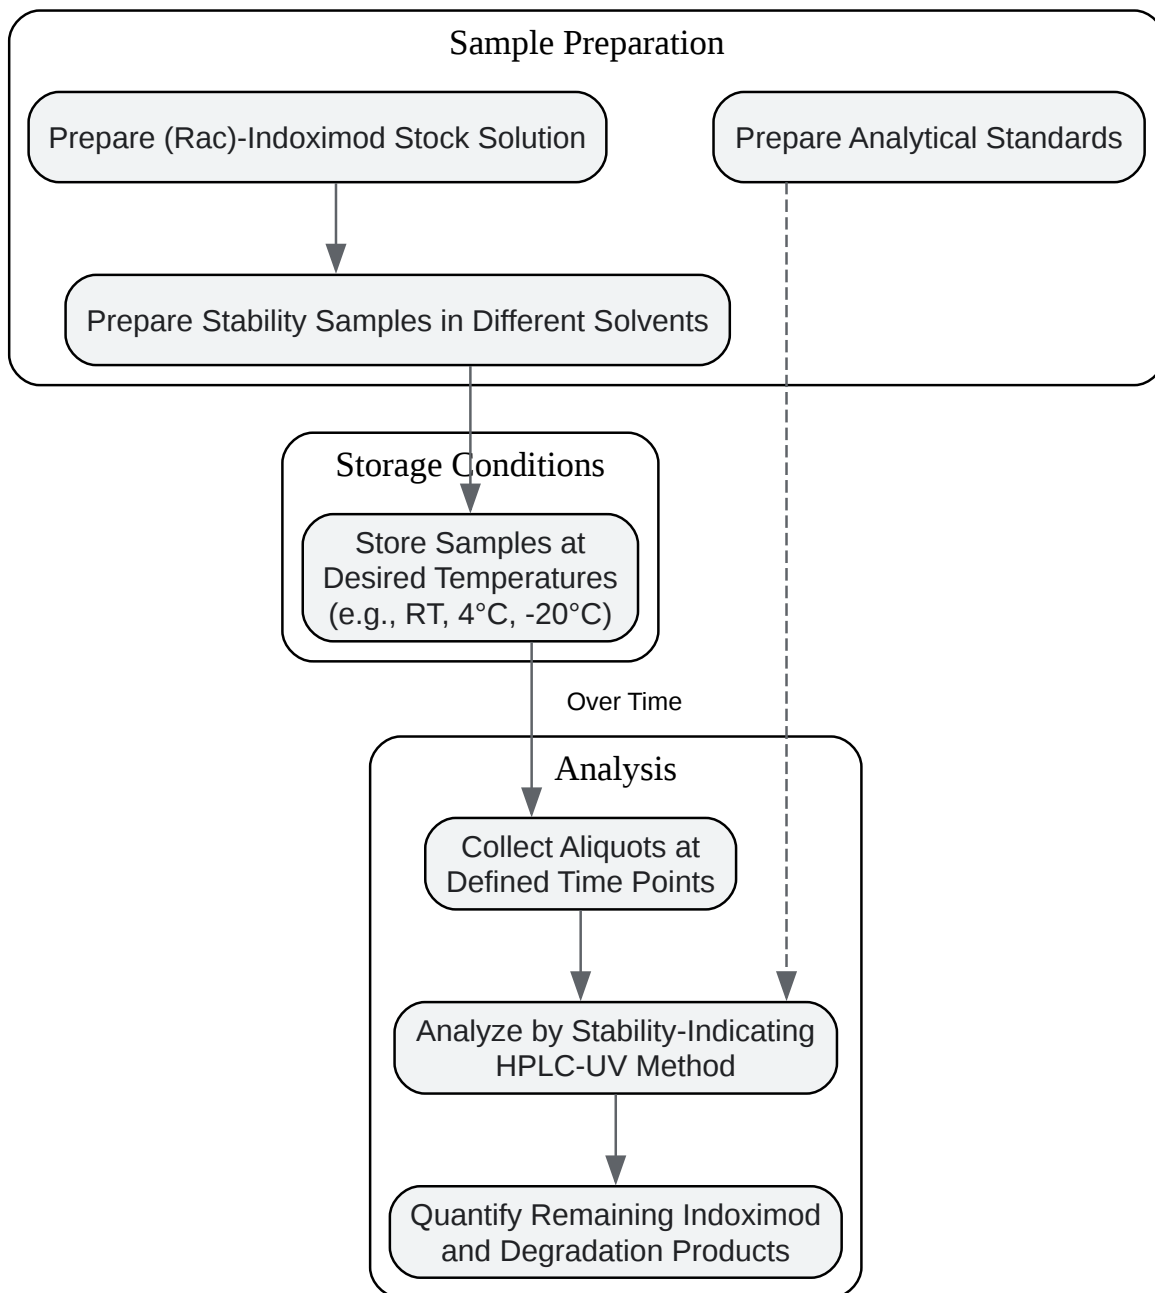 Sample Preparation
Prepare (Rac)-Indoximod Stock Solution
Prepare Analytical Standards
Prepare Stability Samples in Different Solvents
Storage Conditions
Store Samples at
Desired Temperatures
(e.g., RT, 4°C, -20°C)
Over Time
Analysis
Collect Aliquots at
Defined Time Points
Analyze by Stability-Indicating
HPLC-UV Method
Quantify Remaining Indoximod
and Degradation Products